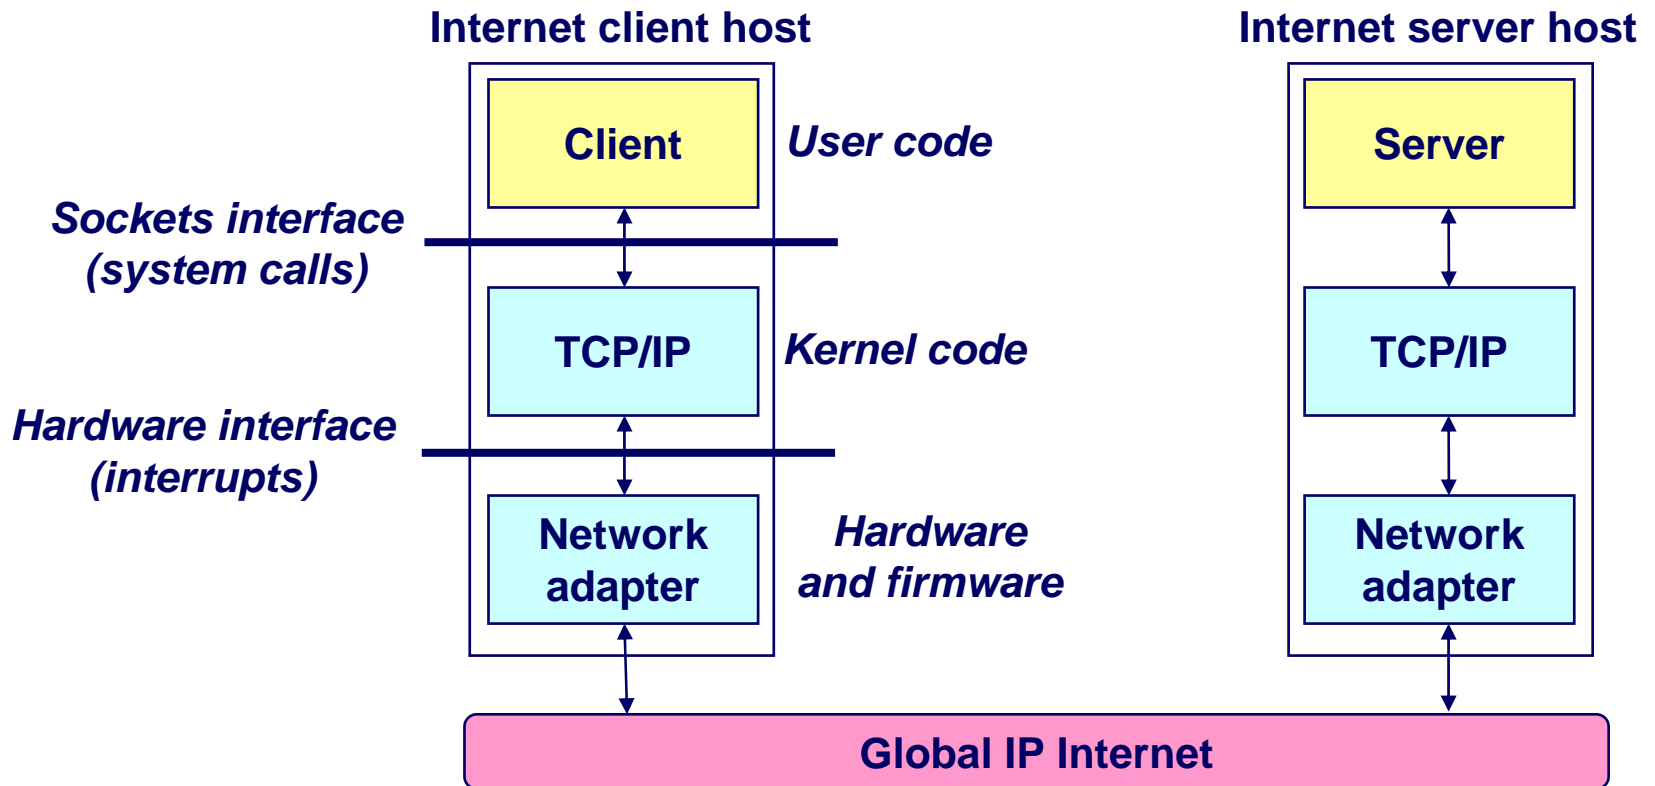 Internet client host
Internet server host
Client
User code
Server
Sockets interface
(system calls)
TCP/IP
Kernel code
TCP/IP
Hardware interface
(interrupts)
Network
adapter
Hardware
and firmware
Network
adapter
Global IP Internet